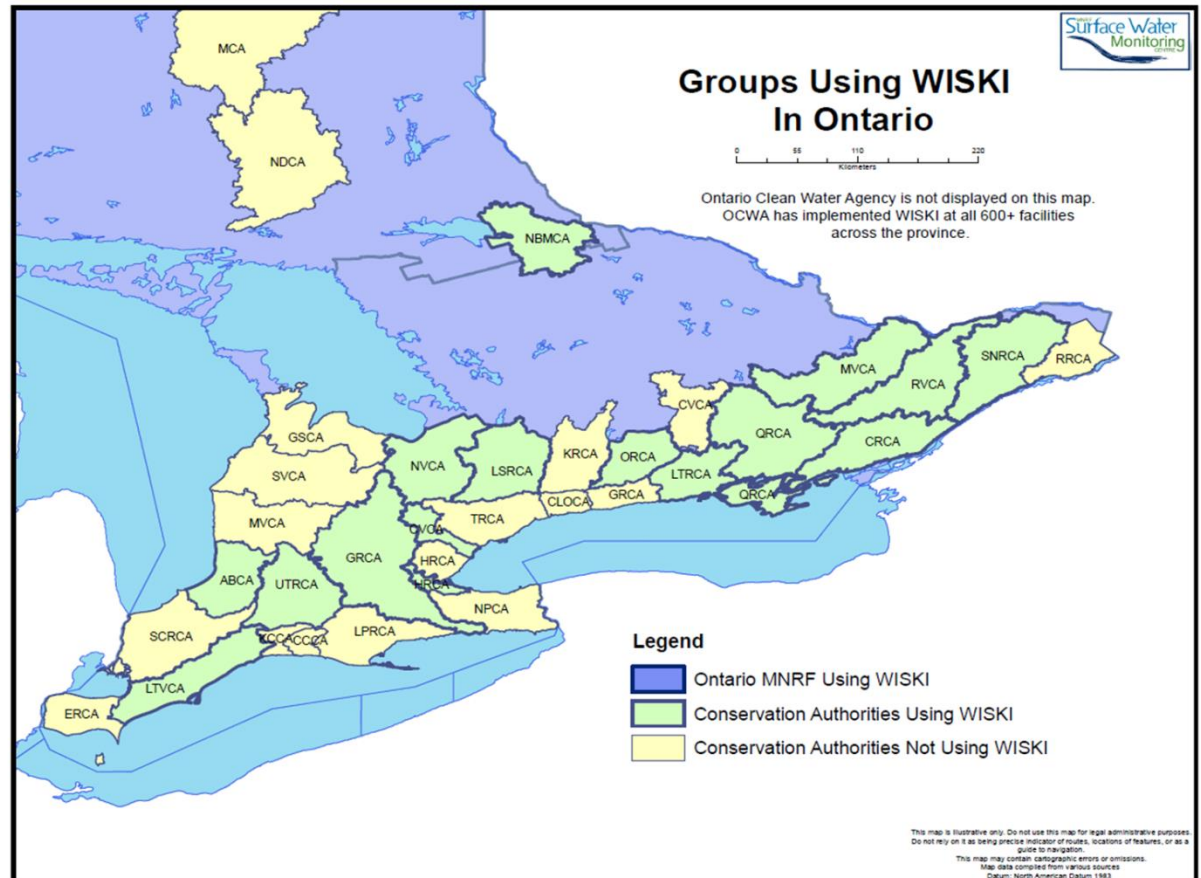 Surface Water
Monitoring
CENTRE
Groups Using WISKI
In Ontario
0 55 110 220
Kilometers
Ontario Clean Water Agency is not displayed on this map.
OCWA has implemented WISKI at all 600+ facilities
across the province.
MCA
NDCA
NBMCA
MVCA
SNRCA
RRCA
RVCA
CVCA
QRCA
CRCA
GSCA
NVCA
LSRCA
KRCA
ORCA
LTRCA
SVCA
CLOCA
GRCA
QRCA
MVCA
CVCA
TRCA
GRCA
HRCA
ABCA
UTRCA
HRCA
NPCA
SCRCA
KCCA
CCCA
LPRCA
LTVCA
ERCA
Legend
Ontario MNRF Using WISKI
Conservation Authorities Using WISKI
Conservation Authorities Not Using WISKI
This map is illustrative only. Do not use this map for legal administrative purposes.
Do not rely on it as being precise indicator of routes, locations of features, or as a
guide to navigation.
This map may contain cartographic errors or omissions.
Map data compiled from various sources
Datum: North American Datum 1983